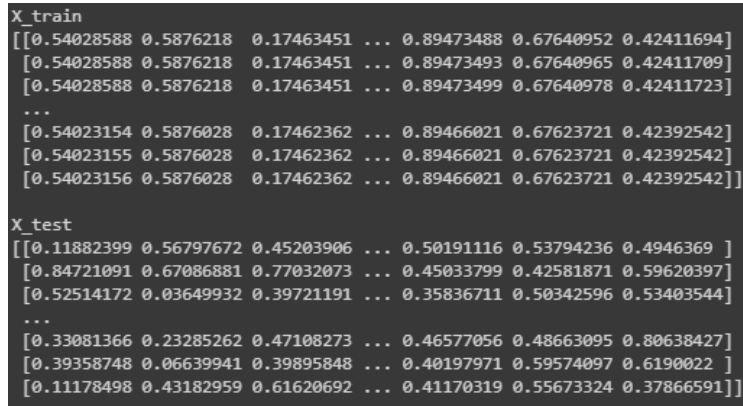 X_train
[[0.54028588 0.5876218  0.17463451 ... 0.89473488 0.67640952 0.42411694]
 [0.54028588 0.5876218  0.17463451 ... 0.89473493 0.67640965 0.42411709]
 [0.54028588 0.5876218  0.17463451 ... 0.89473499 0.67640978 0.42411723]
 ...
 [0.54023154 0.5876028  0.17462362 ... 0.89466021 0.67623721 0.42392542]
 [0.54023155 0.5876028  0.17462362 ... 0.89466021 0.67623721 0.42392542]
 [0.54023156 0.5876028  0.17462362 ... 0.89466021 0.67623721 0.42392542]]
X_test
[[0.11882399 0.56797672 0.45203906 ... 0.50191116 0.53794236 0.4946369 ]
 [0.84721091 0.67086881 0.77032073 ... 0.45033799 0.42581871 0.59620397]
 [0.52514172 0.03649932 0.39721191 ... 0.35836711 0.50342596 0.53403544]
 ...
 [0.33081366 0.23285262 0.47108273 ... 0.46577056 0.48663095 0.80638427]
 [0.39358748 0.06639941 0.39895848 ... 0.40197971 0.59574097 0.6190022 ]
 [0.11178498 0.43182959 0.61620692 ... 0.41170319 0.55673324 0.37866591]]